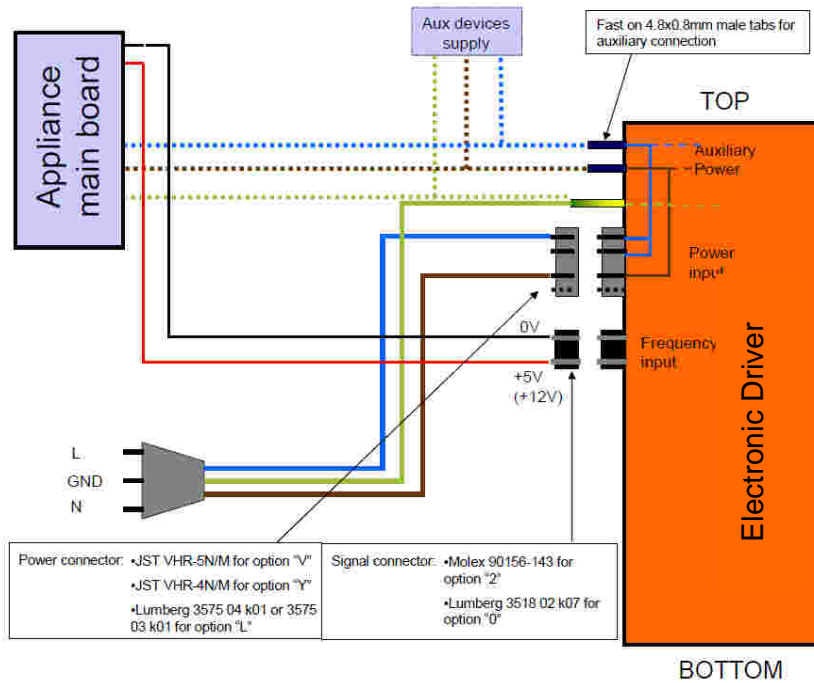 Aux devices
supply
Fast on 4.8x0.8mm male tabs for
auxiliary connection
Appliance
main board
TOP
Auxiliary
Power
Power
input
0V
Frequency
input
+5V
(+12V)
Electronic Driver
L
GND
N
Power connector: •JST VHR-5N/M for option "V"
•JST VHR-4N/M for option "Y"
•Lumberg 3575 04 k01 or 3575
03 k01 for option "L"
Signal connector: •Molex 90156-143 for
option "2"
•Lumberg 3518 02 k07 for
option "0"
BOTTOM